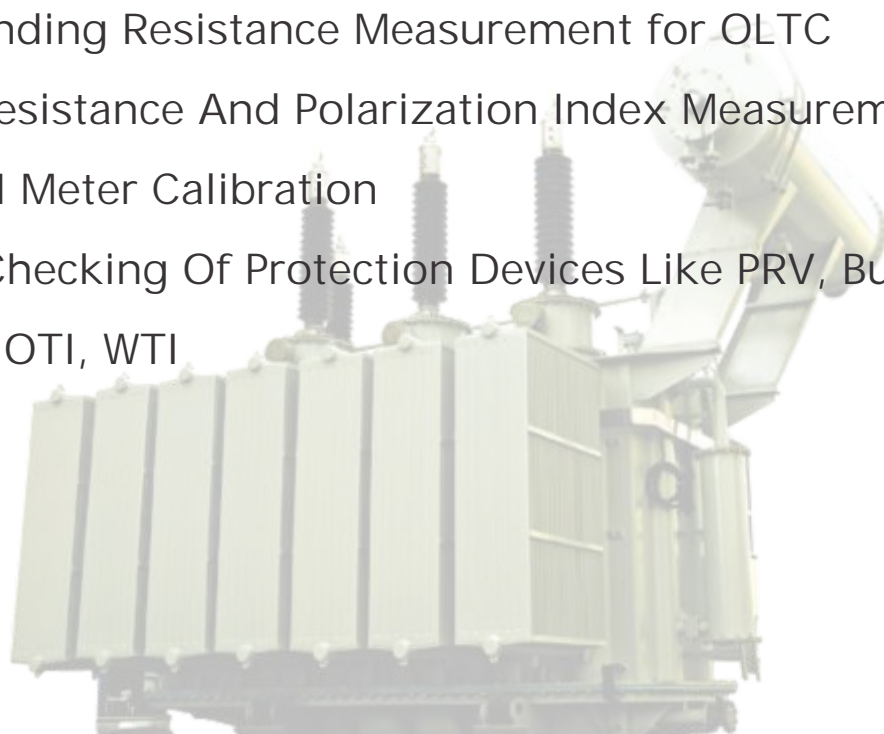 nding Resistance Measurement for OLTC
esistance And Polarization Index Measurem
l Meter Calibration
Checking Of Protection Devices Like PRV, Bu
OTI, WTI